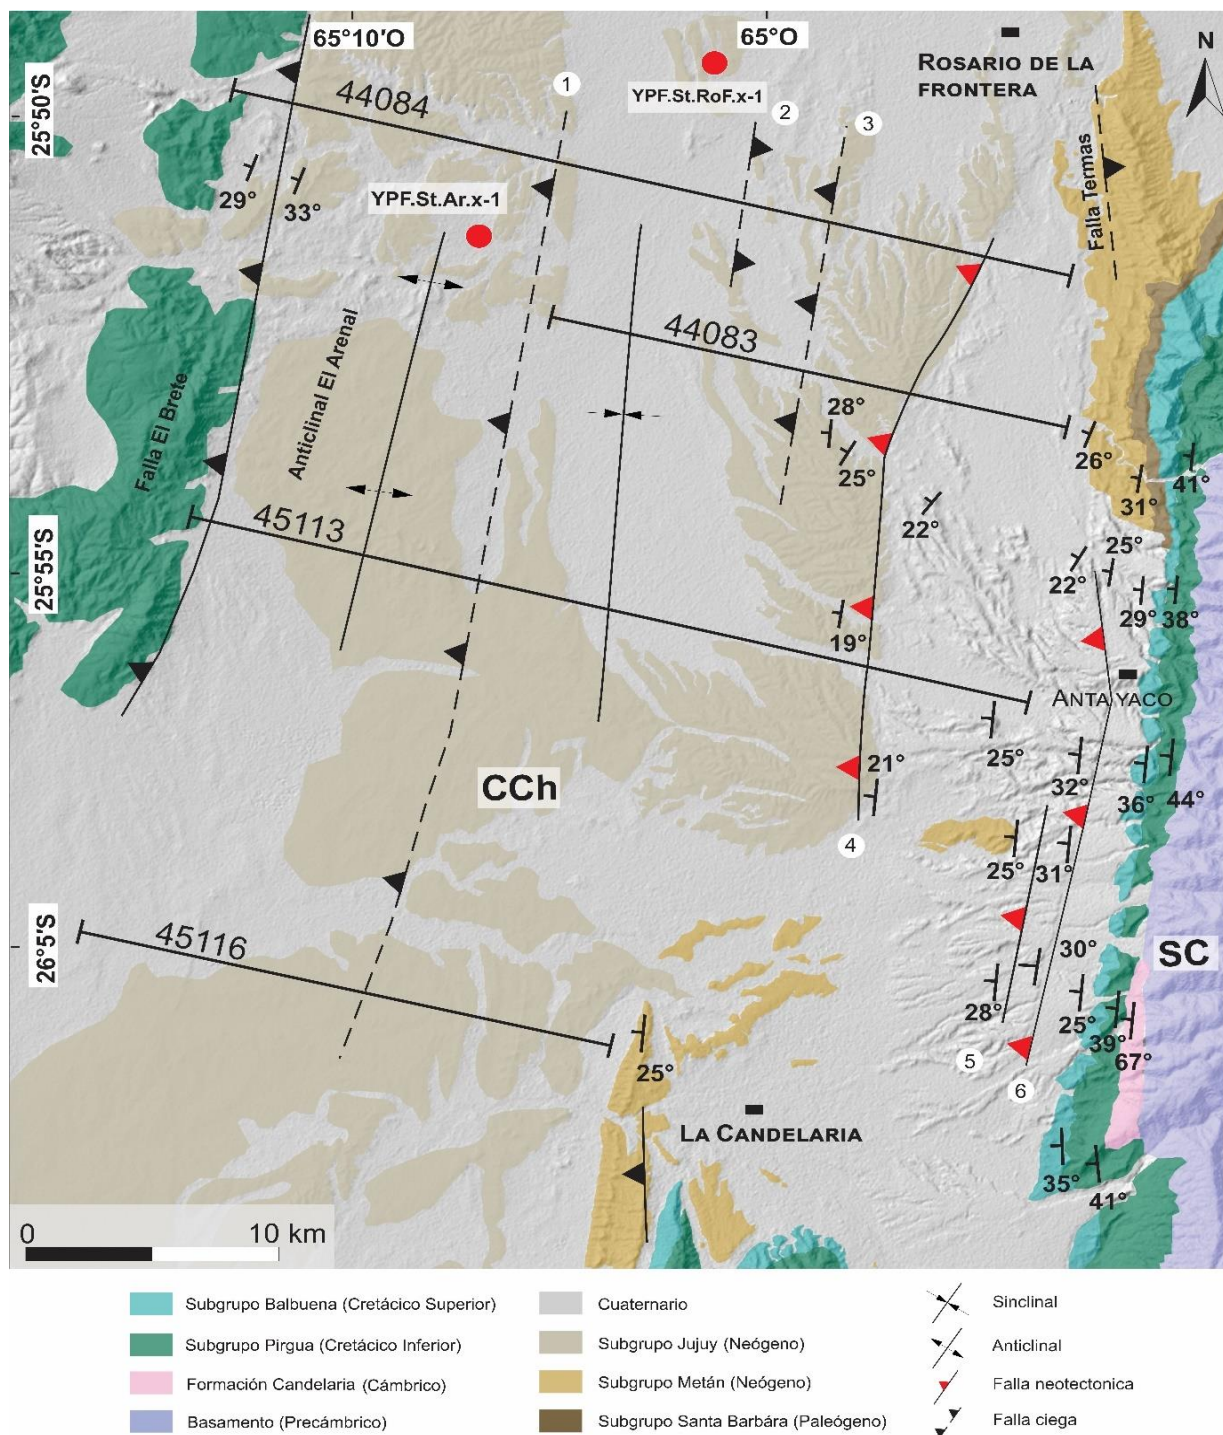 65°10'O
65°O
ROSARIO DE LA
FRONTERA
N
25°50'S
44084
1
YPF.St.RoF.x-1
2
3
Falla Termas
29°
33°
YPF.St.Ar.x-1
44083
Anticlinal El Arenal
Falla El Brete
28°
25°
26°
31°
41°
45113
22°
25°
22°
29°
38°
25°55'S
19°
ANTA YACO
25°
32°
36°
44°
CCh
21°
4
25°
31°
26°5'S
45116
SC
30°
28°
25°
39°
67°
5
6
25°
LA CANDELARIA
35°
41°
0
10 km
Subgrupo Balbuena (Cretácico Superior)
Subgrupo Pirgua (Cretácico Inferior)
Formación Candelaria (Cámbrico)
Basamento (Precámbrico)
Cuaternario
Subgrupo Jujuy (Neógeno)
Subgrupo Metán (Neógeno)
Subgrupo Santa Barbára (Paleógeno)
Sinclinal
Anticlinal
Falla neotectonica
Falla ciega